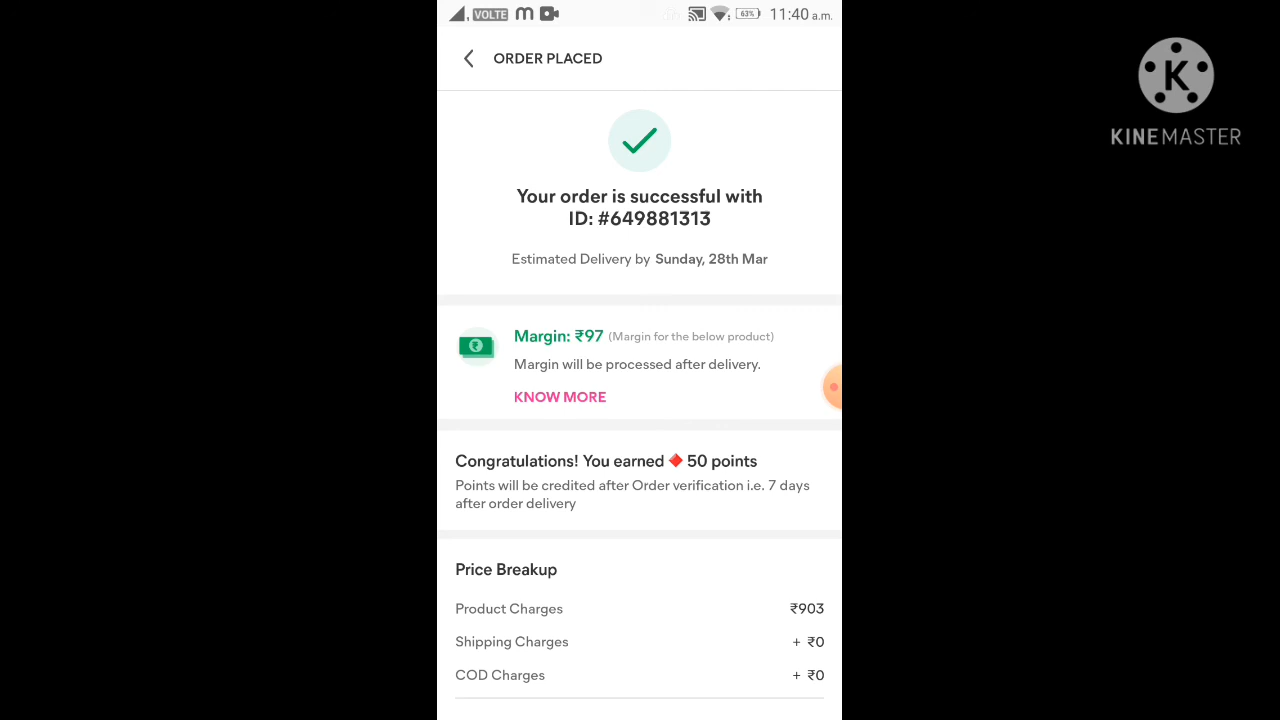 VOLTE m 63% 11:40 a.m.
ORDER PLACED
KINEMASTER
Your order is successful with
ID: #649881313
Estimated Delivery by Sunday, 28th Mar
Margin: ₹97 (Margin for the below product)
Margin will be processed after delivery.
KNOW MORE
Congratulations! You earned 50 points
Points will be credited after Order verification i.e. 7 days
after order delivery
Price Breakup
Product Charges ₹903
Shipping Charges + ₹0
COD Charges + ₹0